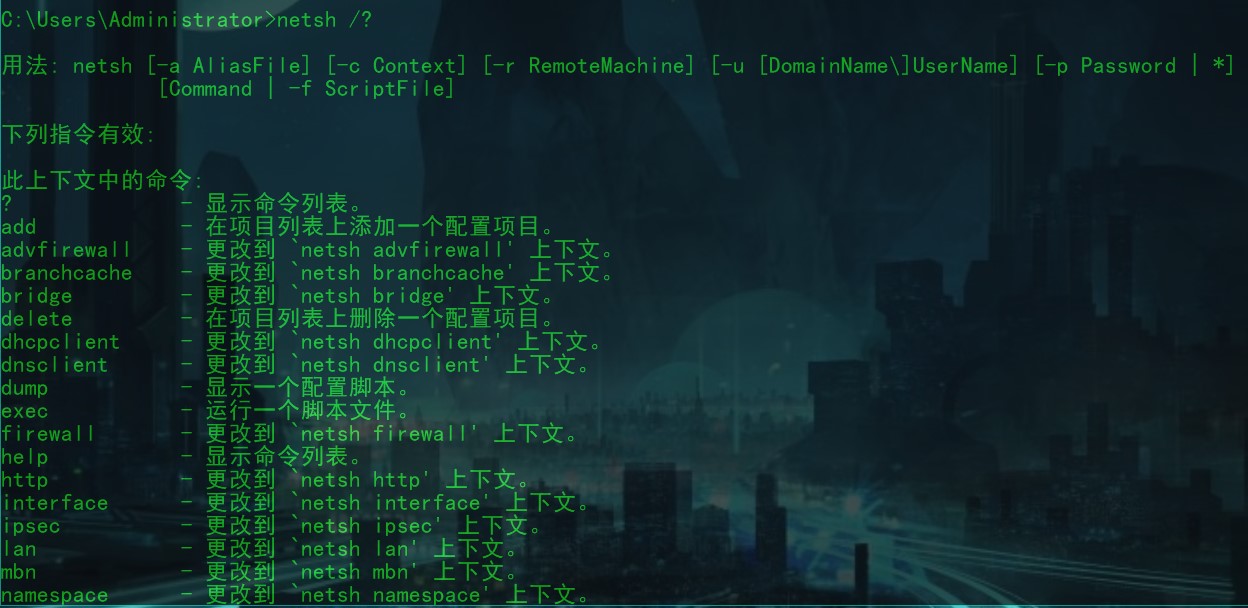 C:\Users\Administrator>netsh /?
用法: netsh [-a AliasFile] [-c Context] [-r RemoteMachine] [-u [DomainName\]UserName] [-p Password | *]
[Command | -f ScriptFile]
下列指令有效:
此上下文中的命令:
? - 显示命令列表。
add - 在项目列表上添加一个配置项目。
advfirewall - 更改到 `netsh advfirewall' 上下文。
branchcache - 更改到 `netsh branchcache' 上下文。
bridge - 更改到 `netsh bridge' 上下文。
delete - 在项目列表上删除一个配置项目。
dhcpclient - 更改到 `netsh dhcpclient' 上下文。
dnsclient - 更改到 `netsh dnsclient' 上下文。
dump - 显示一个配置脚本。
exec - 运行一个脚本文件。
firewall - 更改到 `netsh firewall' 上下文。
help - 显示命令列表。
http - 更改到 `netsh http' 上下文。
interface - 更改到 `netsh interface' 上下文。
ipsec - 更改到 `netsh ipsec' 上下文。
lan - 更改到 `netsh lan' 上下文。
mbn - 更改到 `netsh mbn' 上下文。
namespace - 更改到 `netsh namespace' 上下文。